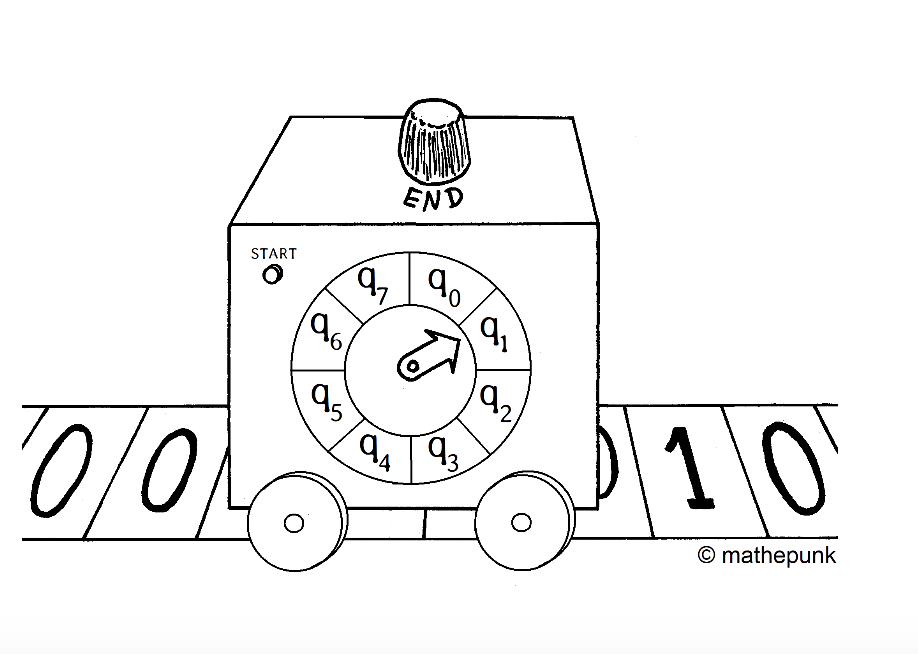 END
START
q7 q0
q6 q1
q5 q2
q4 q3
0 0 0 1 0
© mathepunk